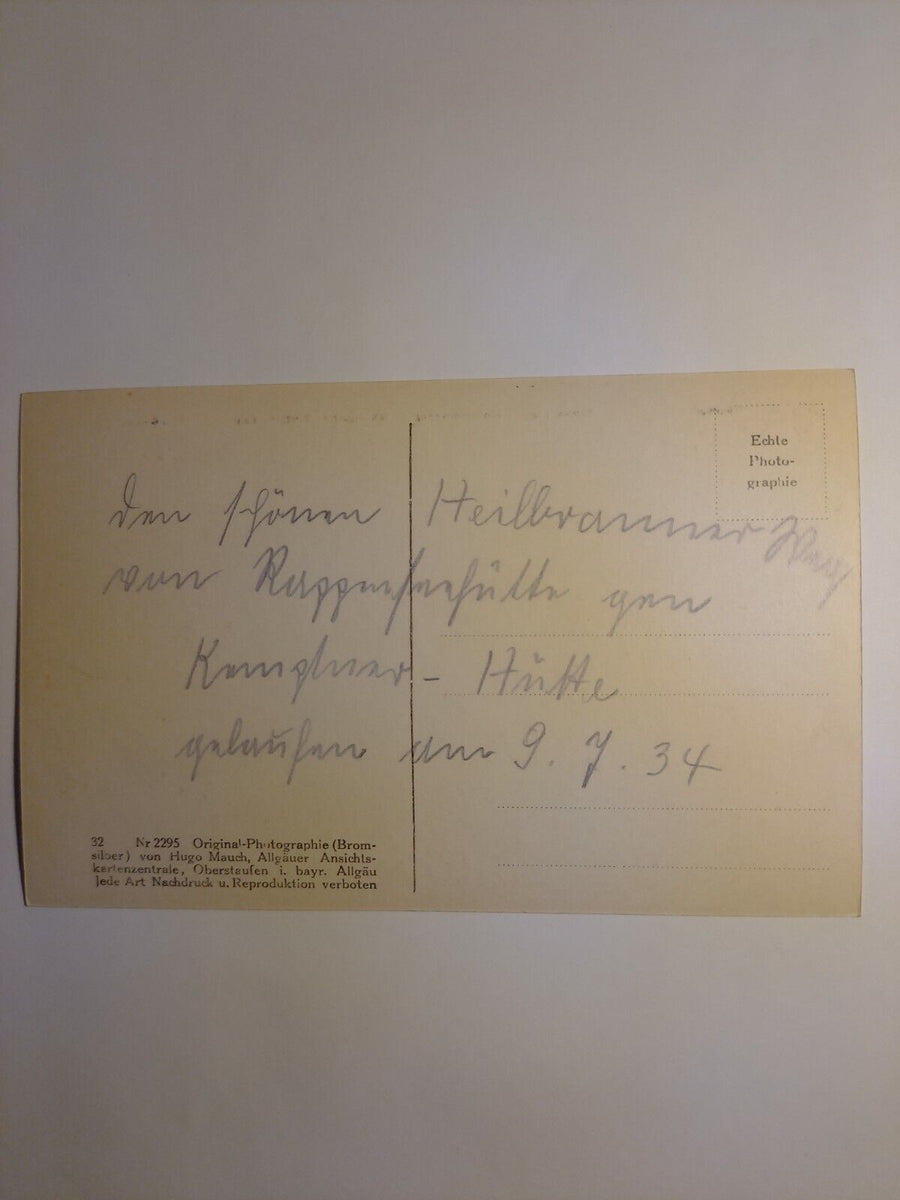 Echte
Photo-
graphie
den schönen Heilbronner Weg
von Rappenseehütte gen
Kemptner- Hütte
gelaufen am 9. 7. 34
32 Nr 2295 Original-Photographie (Brom-
silber) von Hugo Mauch, Allgäuer Ansichts-
kartenzentrale, Oberstaufen i. bayr. Allgäu
Jede Art Nachdruck u. Reproduktion verboten